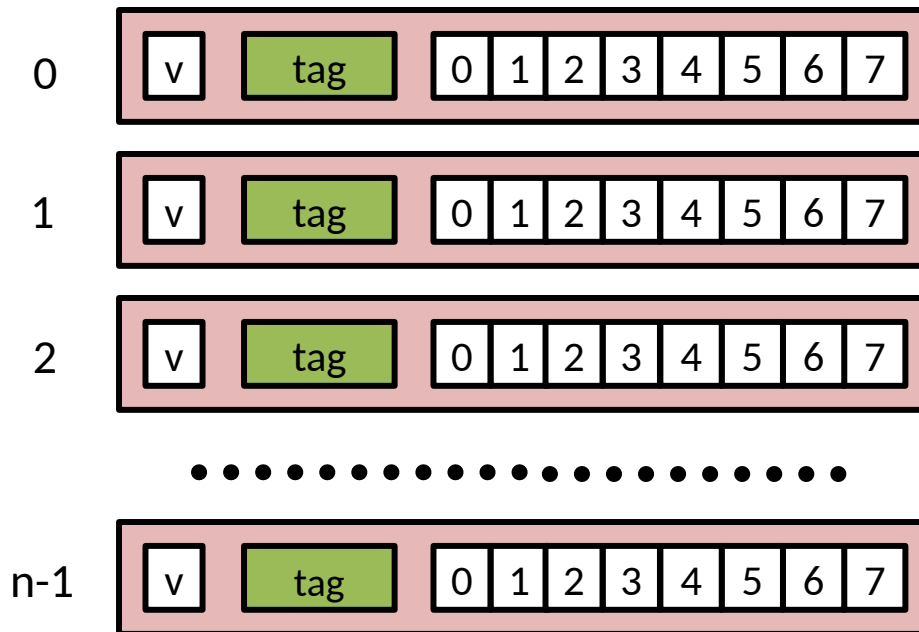 0 v tag 0 1 2 3 4 5 6 7
1 v tag 0 1 2 3 4 5 6 7
2 v tag 0 1 2 3 4 5 6 7
n-1 v tag 0 1 2 3 4 5 6 7